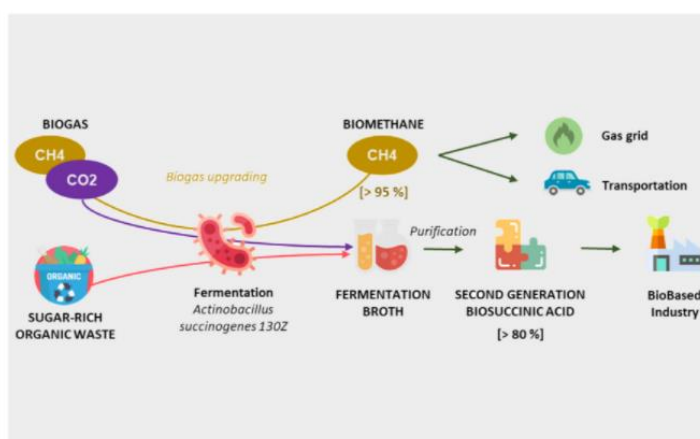 BIOGAS
CH4
CO2
Biogas upgrading
BIOMETHANE
CH4
[> 95 %]
Gas grid
Transportation
ORGANIC
SUGAR-RICH
ORGANIC WASTE
Fermentation
Actinobacillus
succinogenes 130Z
FERMENTATION
BROTH
Purification
SECOND GENERATION
BIOSUCCINIC ACID
[> 80 %]
BioBased
Industry